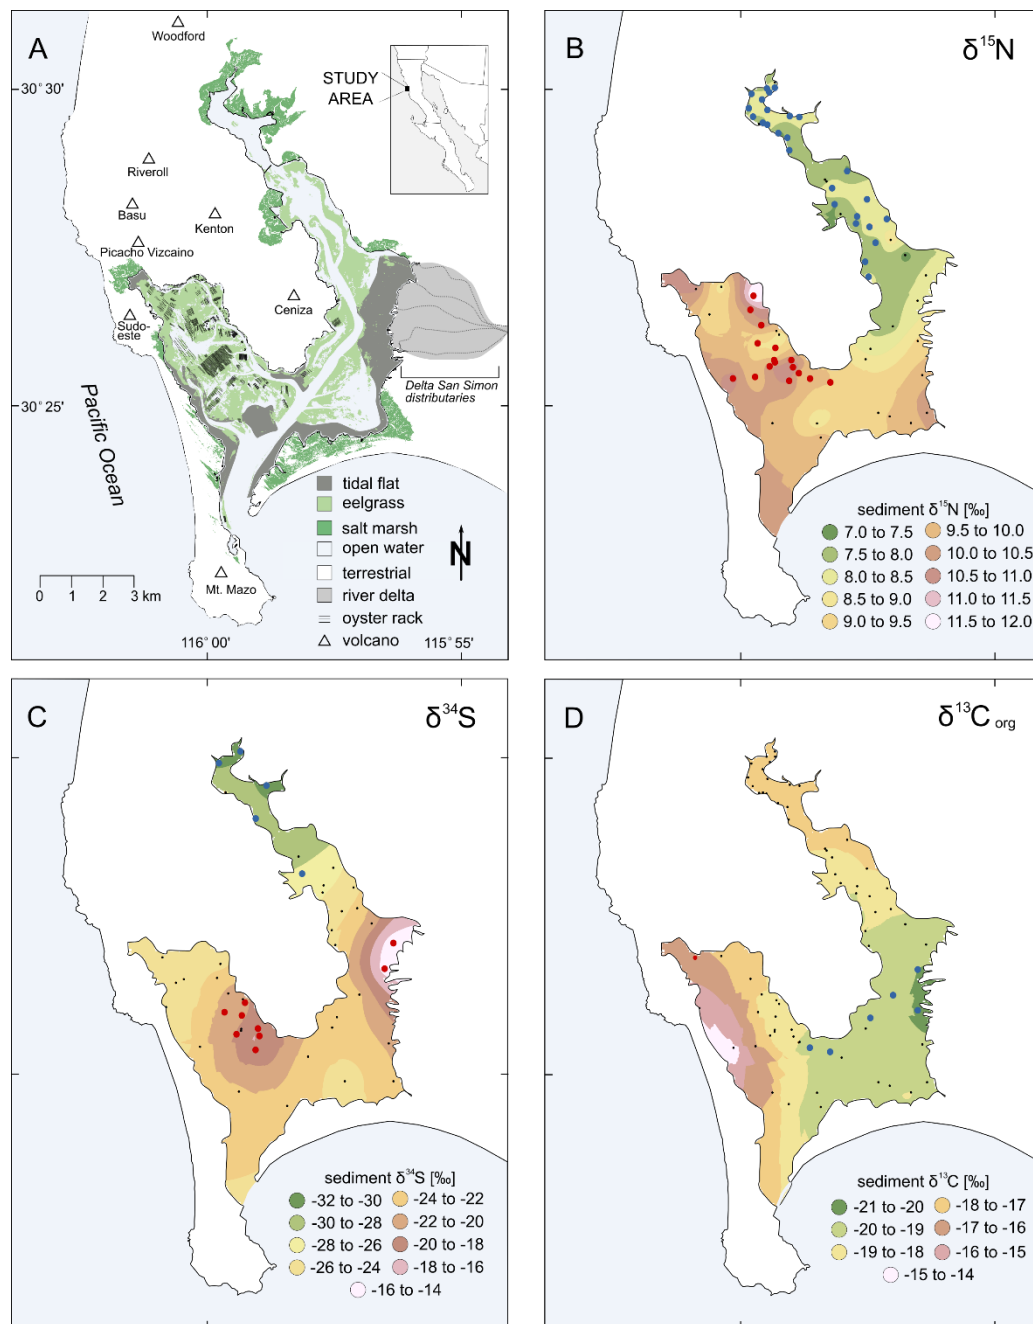 A
Woodford
30° 30'
STUDY
AREA
Riveroll
Basu
Kenton
Picacho Vizcaino
Ceniza
Sudo-
este
Delta San Simon
distributaries
30° 25'
Pacific Ocean
tidal flat
eelgrass
salt marsh
open water
terrestrial
river delta
oyster rack
volcano
N
Mt. Mazo
0 1 2 3 km
116° 00'
115° 55'
B
δ¹⁵N
sediment δ¹⁵N [‰]
7.0 to 7.5 9.5 to 10.0
7.5 to 8.0 10.0 to 10.5
8.0 to 8.5 10.5 to 11.0
8.5 to 9.0 11.0 to 11.5
9.0 to 9.5 11.5 to 12.0
C
δ³⁴S
sediment δ³⁴S [‰]
-32 to -30 -24 to -22
-30 to -28 -22 to -20
-28 to -26 -20 to -18
-26 to -24 -18 to -16
-16 to -14
D
δ¹³C org
sediment δ¹³C [‰]
-21 to -20 -18 to -17
-20 to -19 -17 to -16
-19 to -18 -16 to -15
-15 to -14